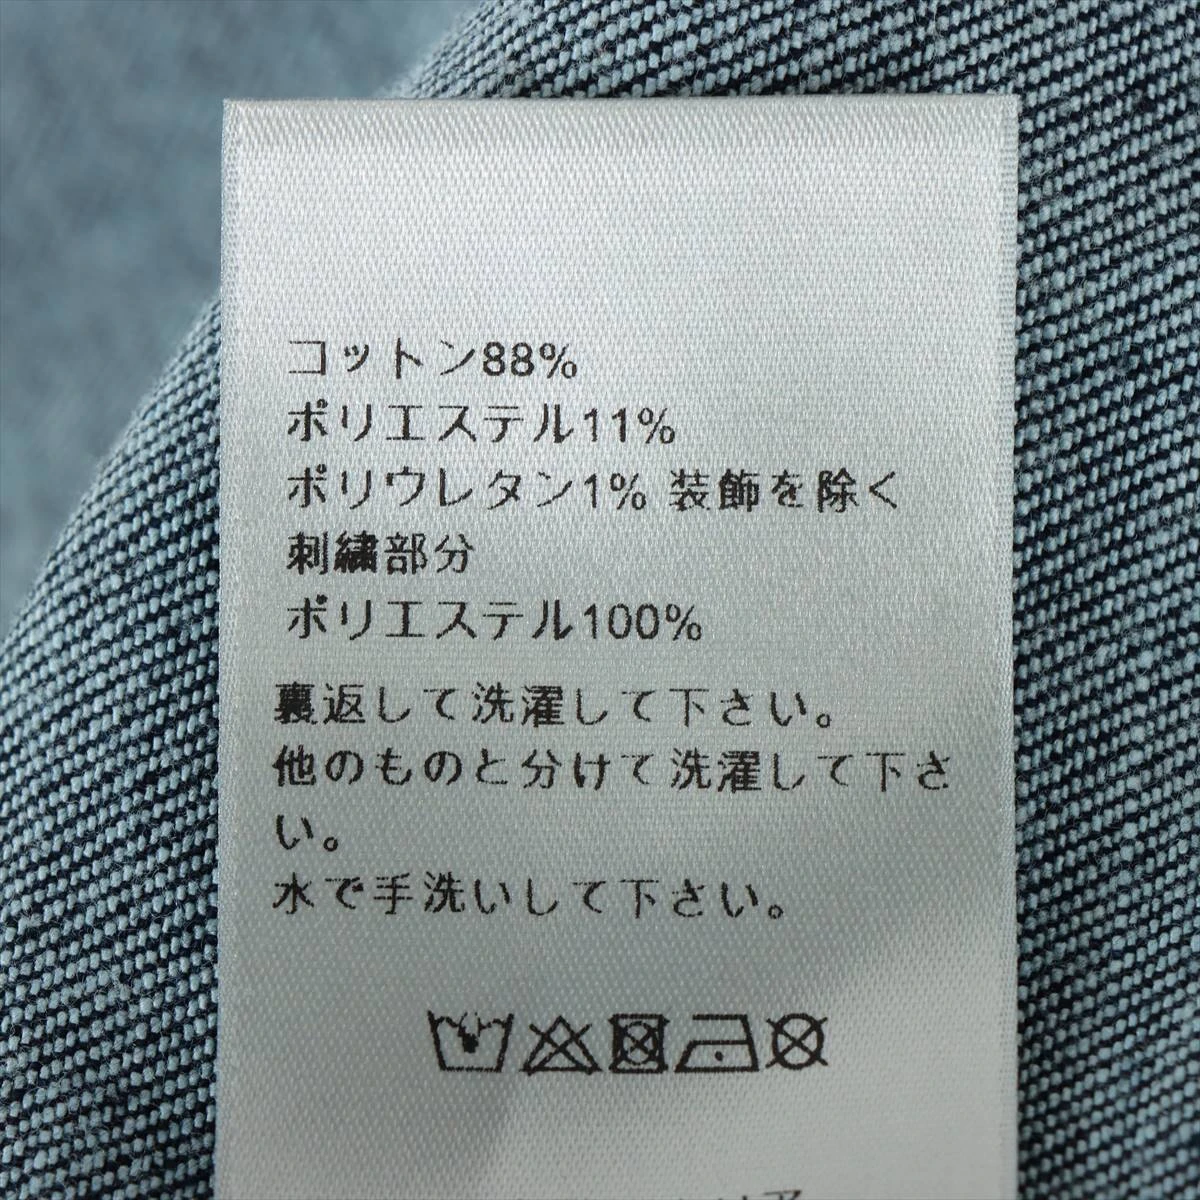 コットン88%
ポリエステル11%
ポリウレタン1% 装飾を除く
刺繍部分
ポリエステル100%
裏返して洗濯して下さい。
他のものと分けて洗濯して下さ
い。
水で手洗いして下さい。